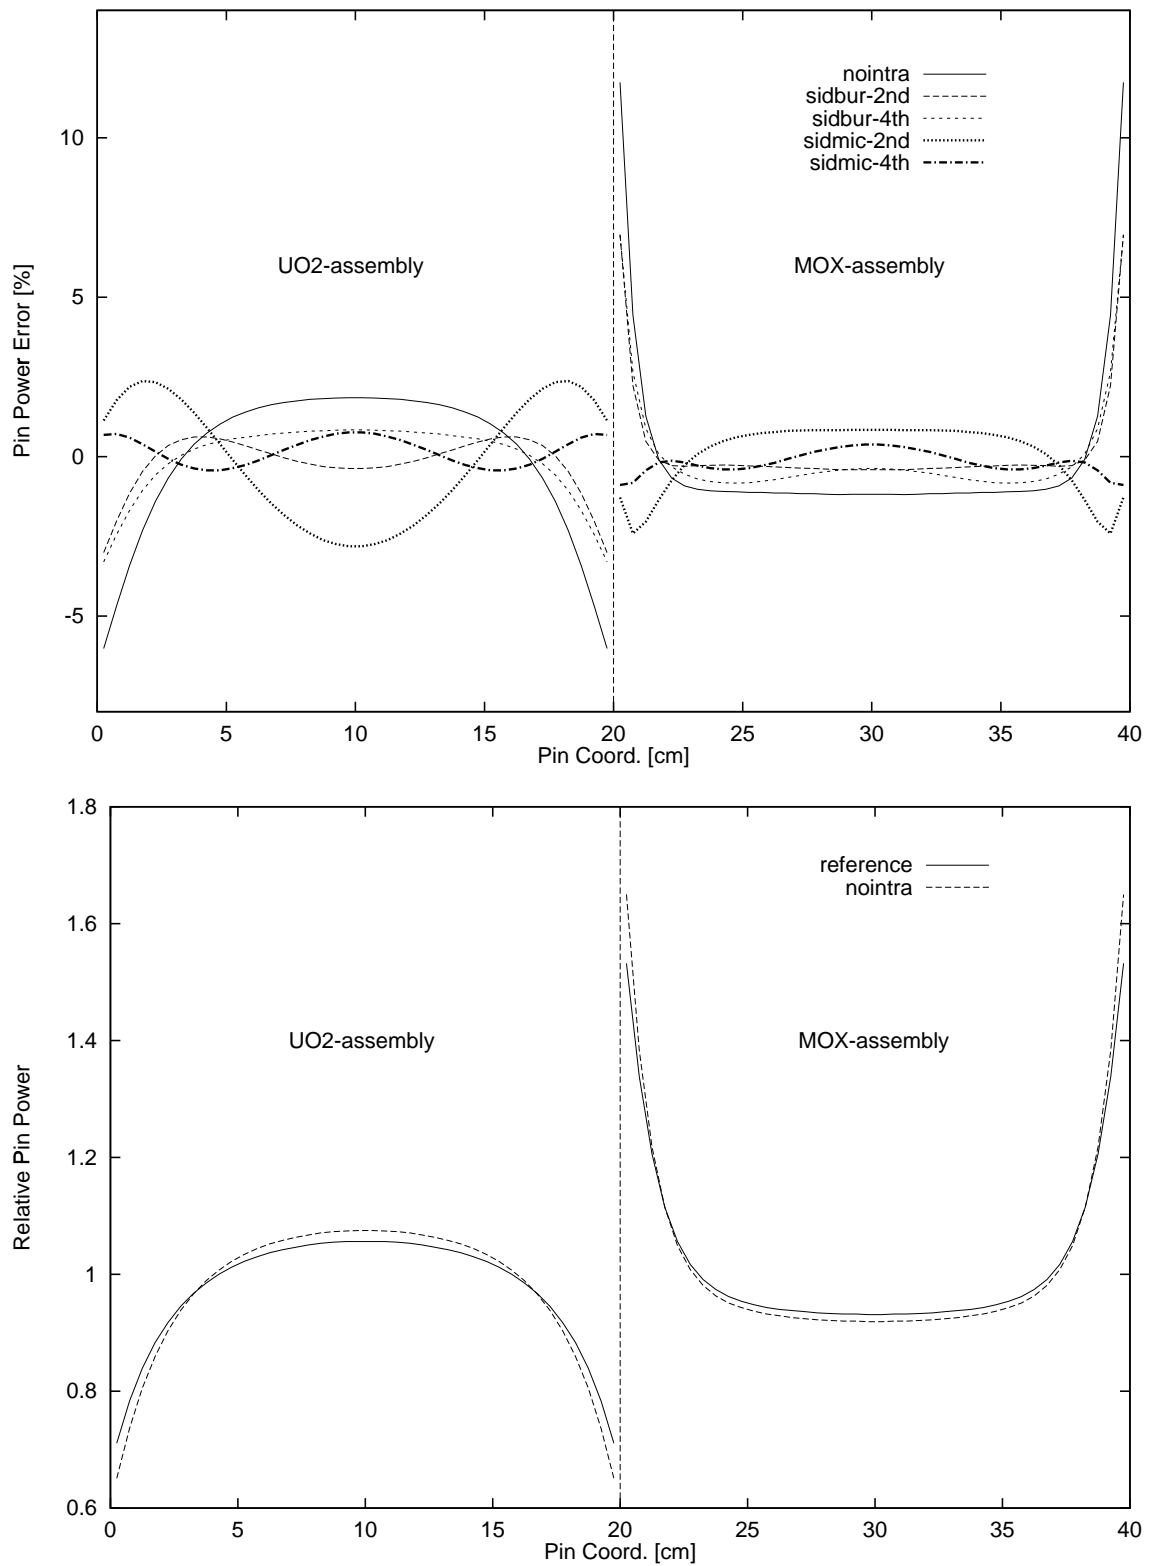 nointra
sidbur-2nd
sidbur-4th
sidmic-2nd
sidmic-4th
10
5
0
-5
Pin Power Error [%]
UO2-assembly
MOX-assembly
0 5 10 15 20 25 30 35 40
Pin Coord. [cm]
1.8
1.6
1.4
1.2
1
0.8
0.6
Relative Pin Power
reference
nointra
UO2-assembly
MOX-assembly
0 5 10 15 20 25 30 35 40
Pin Coord. [cm]